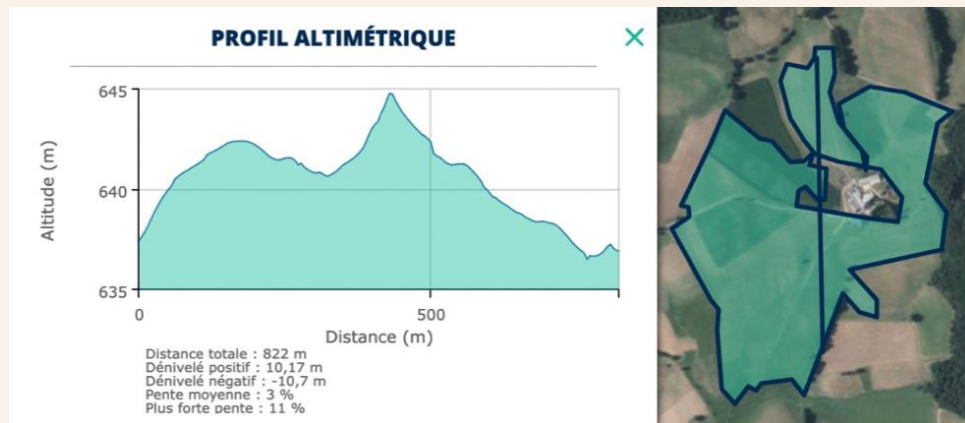 PROFIL ALTIMÉTRIQUE
645
640
635
Altitude (m)
0
500
Distance (m)
Distance totale : 822 m
Dénivelé positif : 10,17 m
Dénivelé négatif : -10,7 m
Pente moyenne : 3 %
Plus forte pente : 11 %